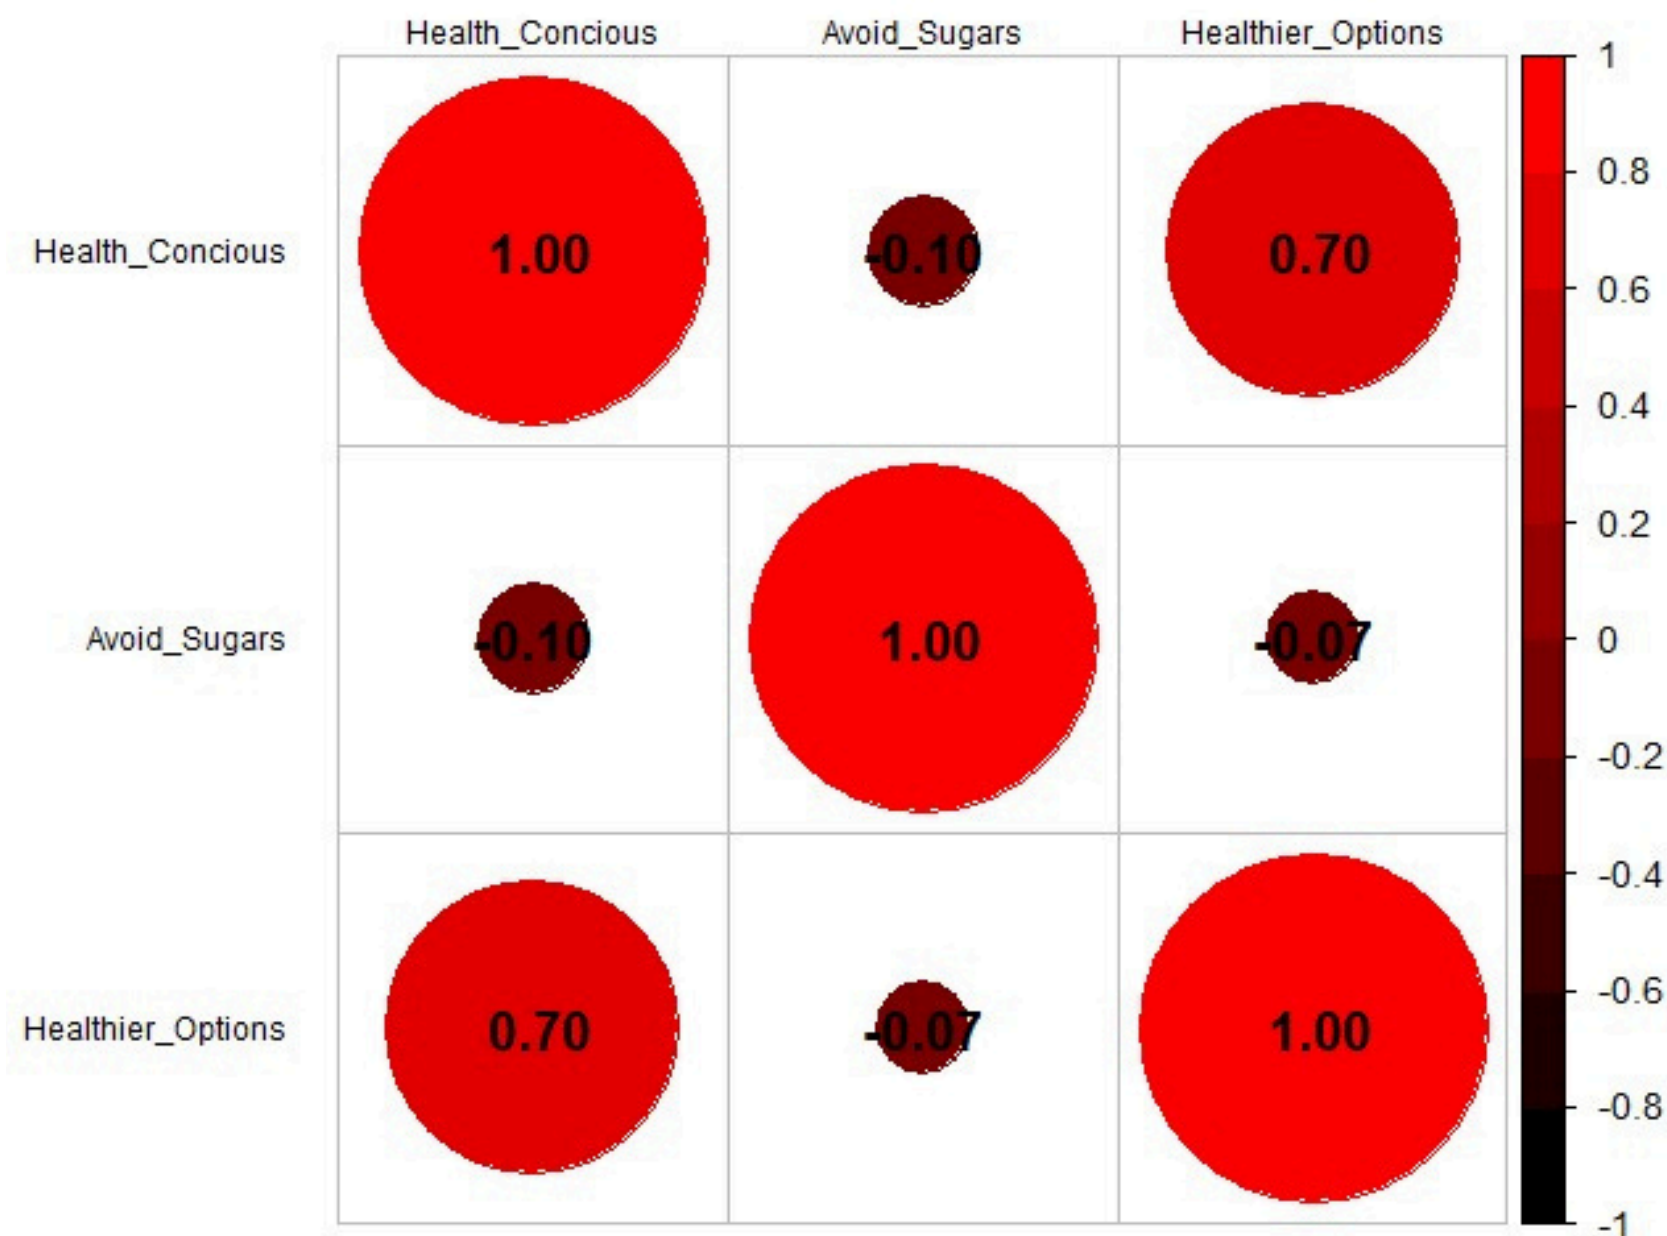 Health_Concious Avoid_Sugars Healthier_Options
Health_Concious 1.00 -0.10 0.70
Avoid_Sugars -0.10 1.00 -0.07
Healthier_Options 0.70 -0.07 1.00
1
0.8
0.6
0.4
0.2
0
-0.2
-0.4
-0.6
-0.8
-1